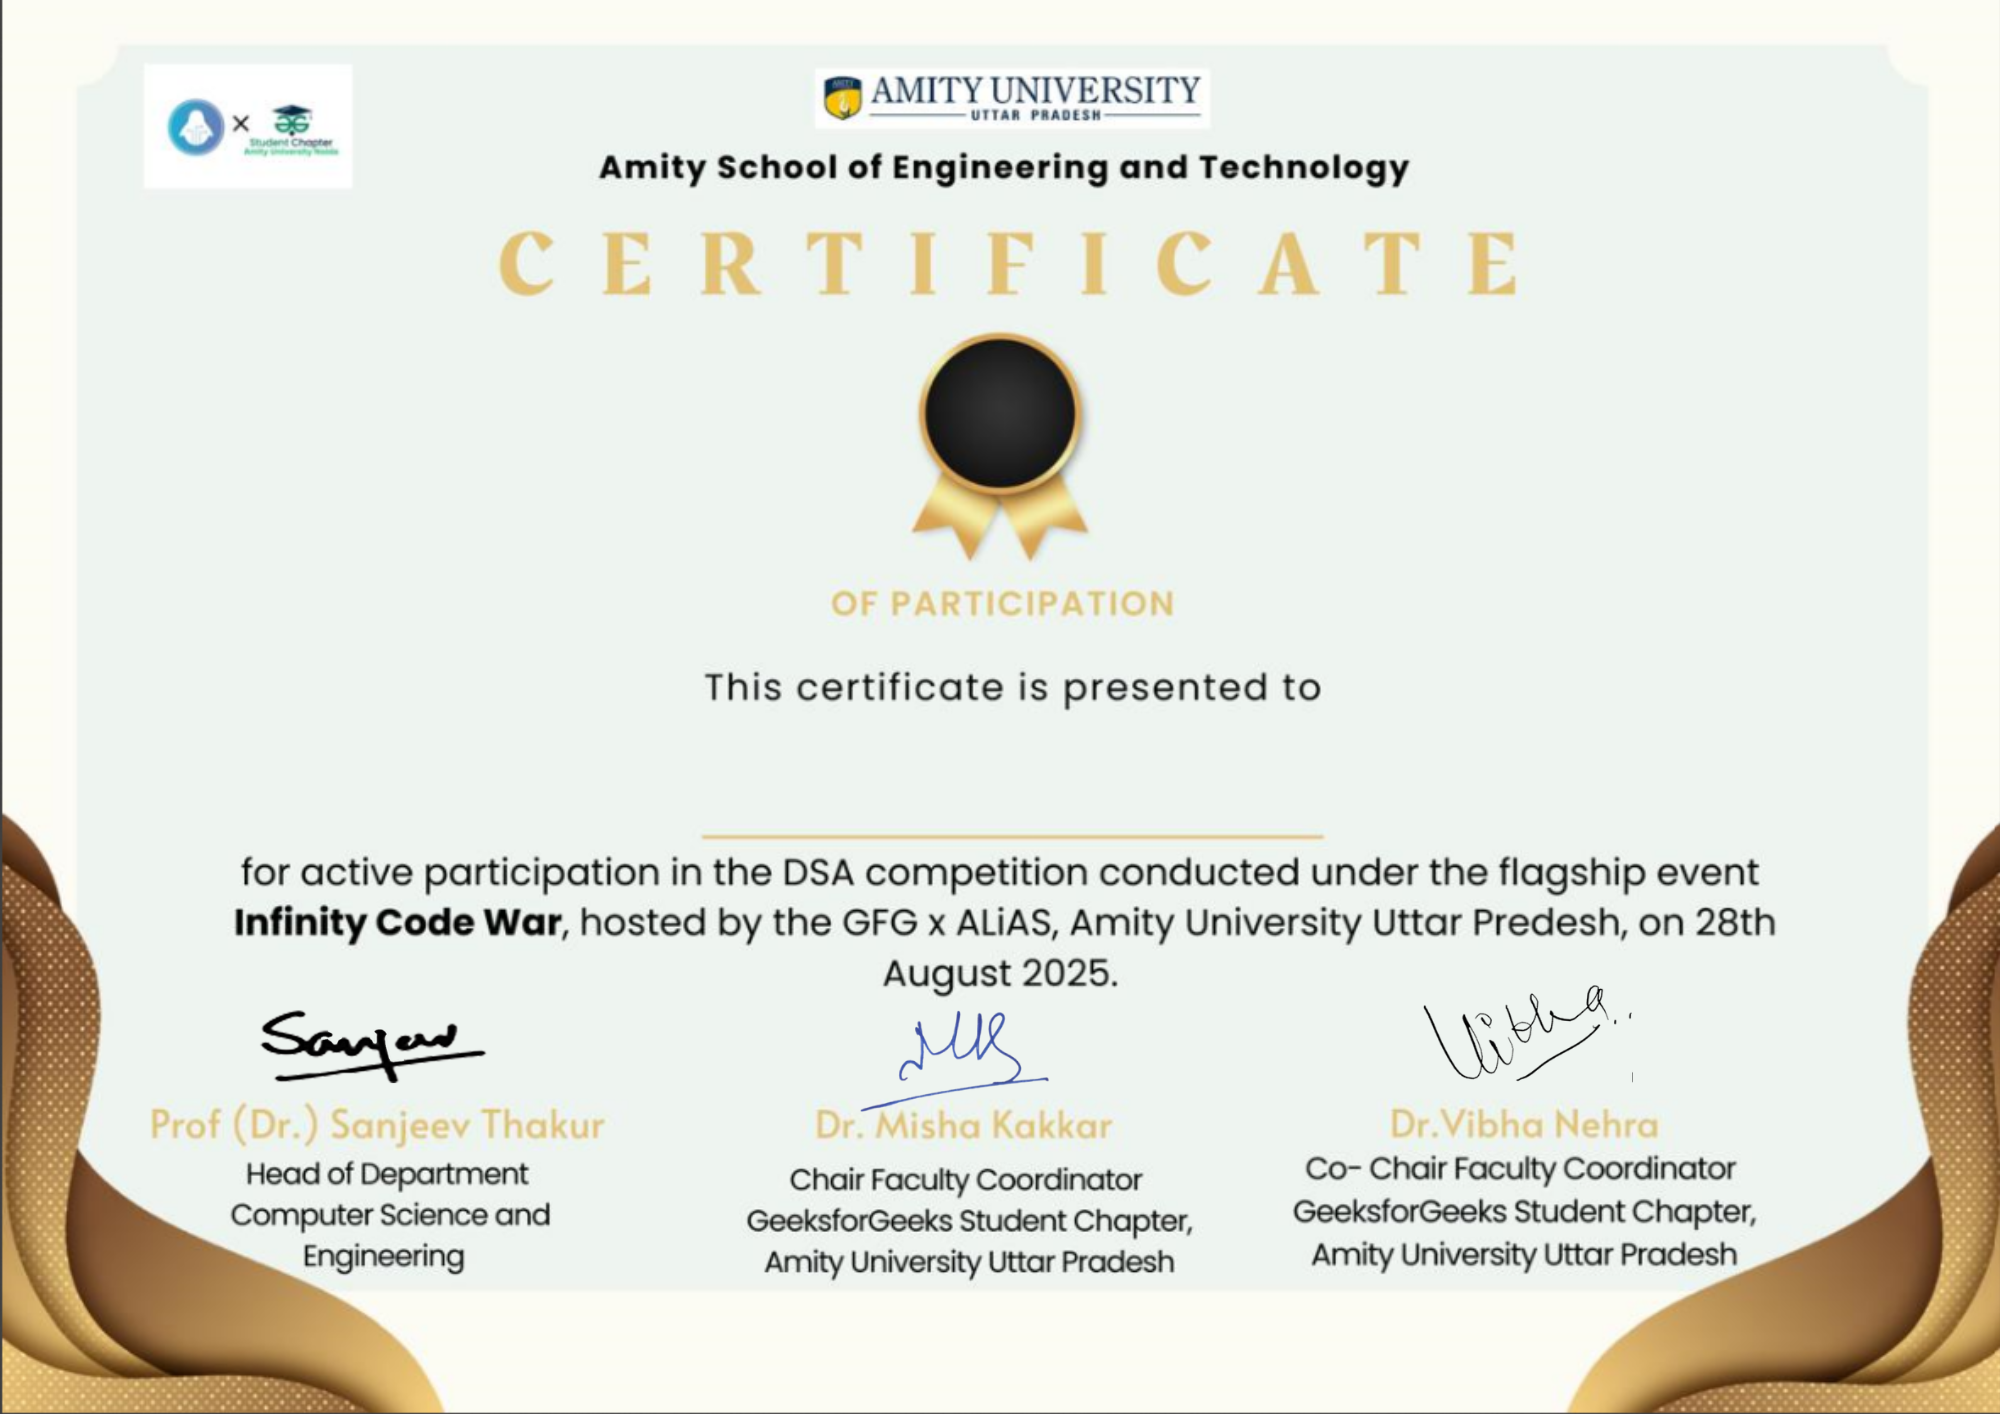 Student Chapter
Amity University Noida
AMITY
AMITY UNIVERSITY
UTTAR PRADESH
Amity School of Engineering and Technology
CERTIFICATE
OF PARTICIPATION
This certificate is presented to
for active participation in the DSA competition conducted under the flagship event
Infinity Code War, hosted by the GFG x ALiAS, Amity University Uttar Predesh, on 28th
August 2025.
Sanjeev
Vibha
Prof (Dr.) Sanjeev Thakur
Head of Department
Computer Science and
Engineering
Dr. Misha Kakkar
Chair Faculty Coordinator
GeeksforGeeks Student Chapter,
Amity University Uttar Pradesh
Dr.Vibha Nehra
Co- Chair Faculty Coordinator
GeeksforGeeks Student Chapter,
Amity University Uttar Pradesh